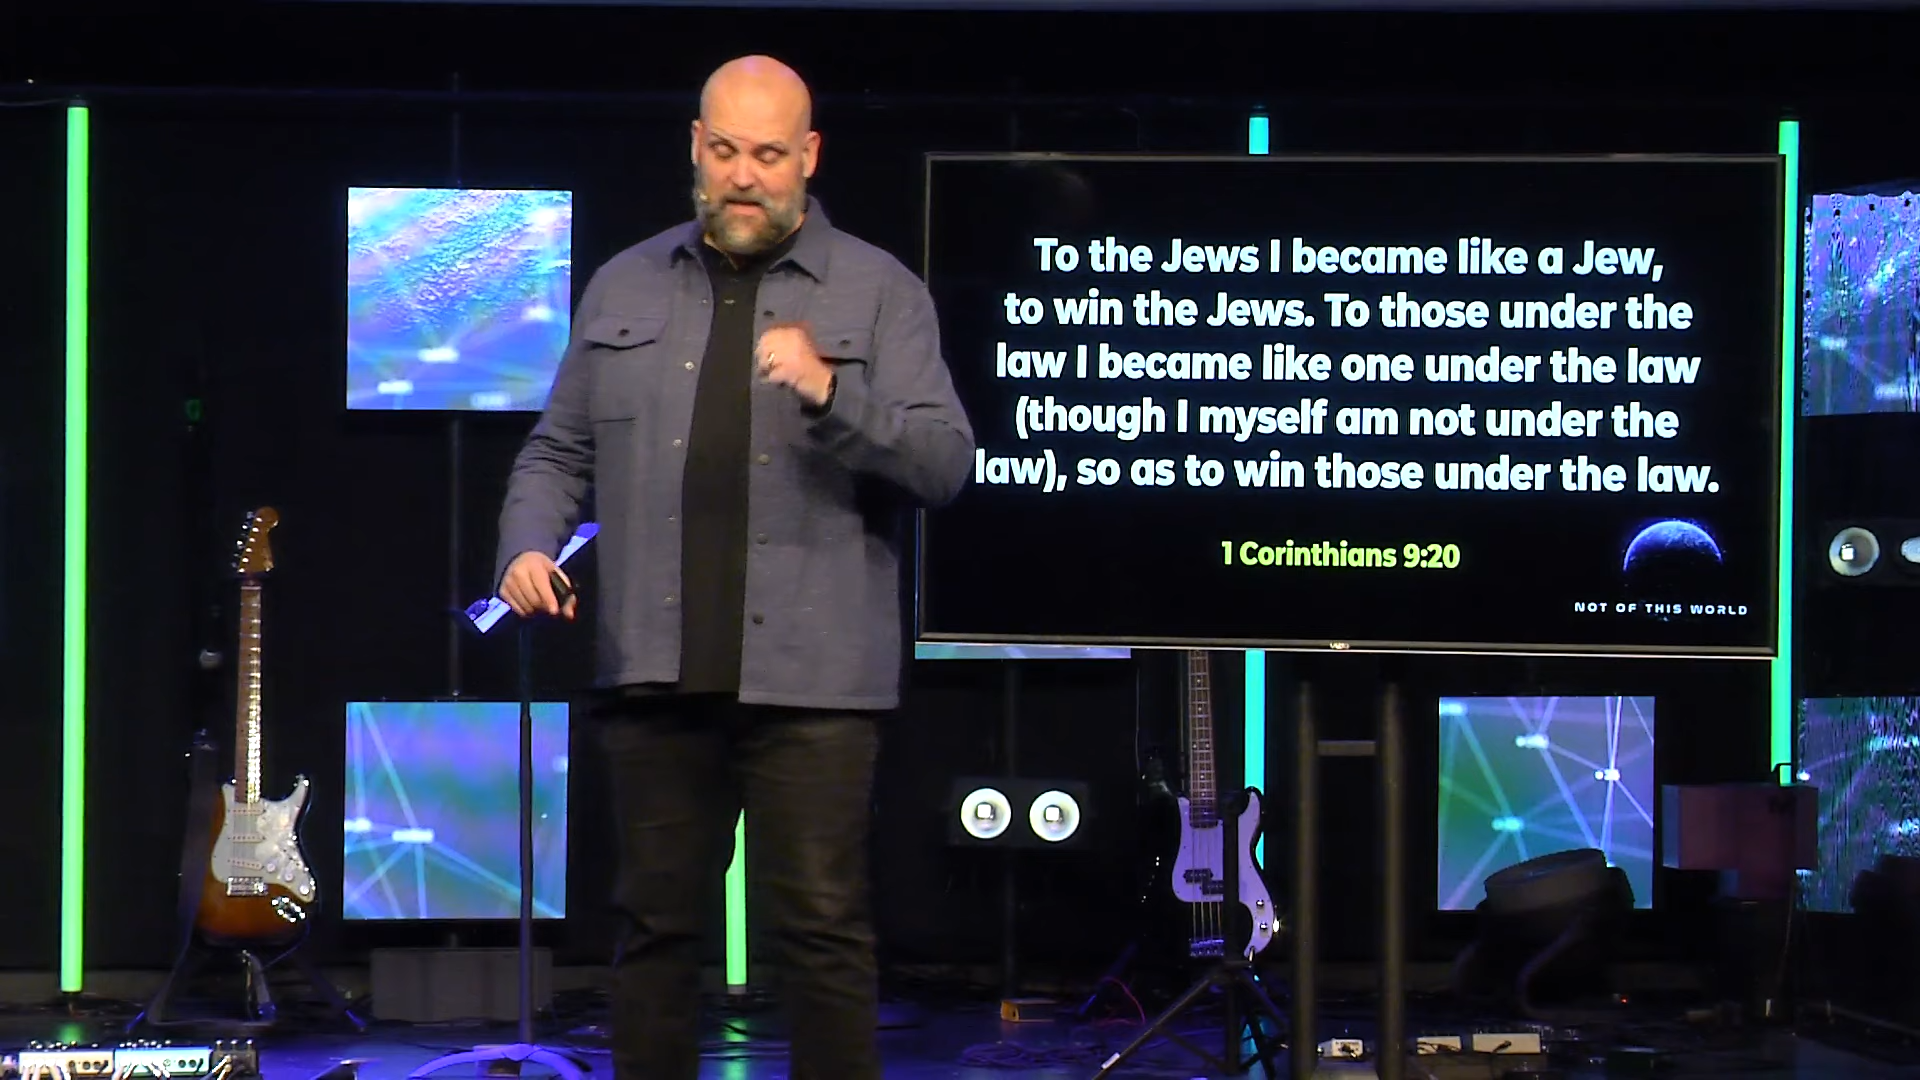 To the Jews I became like a Jew,
to win the Jews. To those under the
law I became like one under the law
(though I myself am not under the
law), so as to win those under the law.
1 Corinthians 9:20
NOT OF THIS WORLD